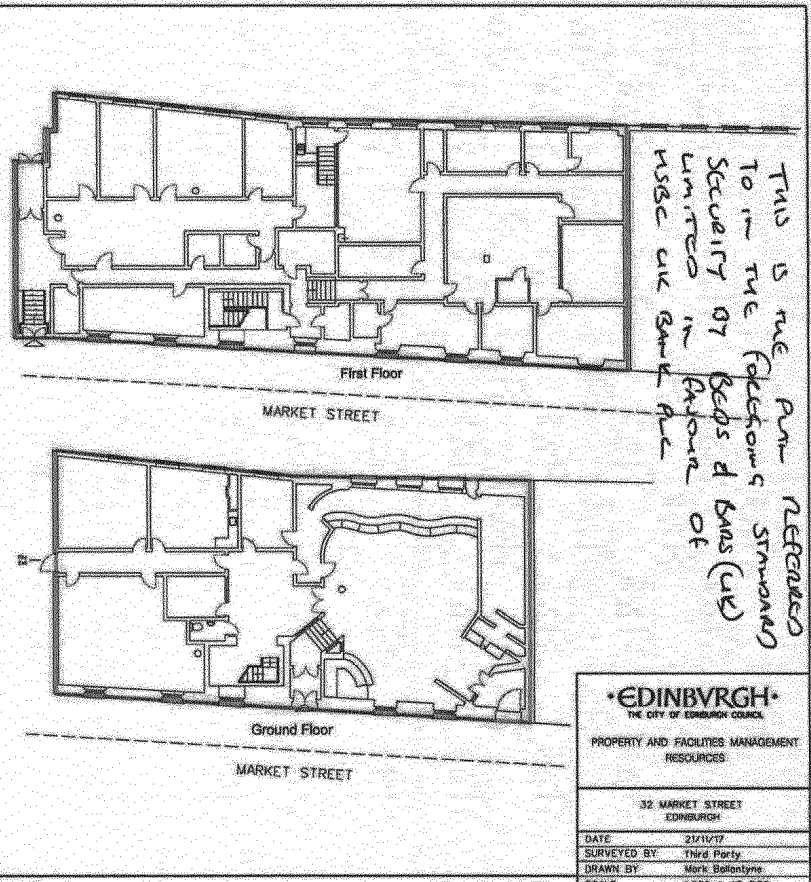 THIS IS THE PLAN REFERRED
TO IN THE FOREGOING STANDARD
SECURITY BY BEDS & BARS (UK)
LIMITED IN FAVOUR OF
HSBC UK BANK PLC
First Floor
MARKET STREET
Ground Floor
MARKET STREET
·EDINBVRGH·
THE CITY OF EDINBURGH COUNCIL
PROPERTY AND FACILITIES MANAGEMENT
RESOURCES
32 MARKET STREET
EDINBURGH
DATE 21/11/17
SURVEYED BY Third Party
DRAWN BY Mark Ballantyne